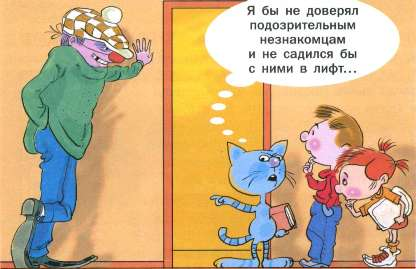 Я бы не доверял
подозрительным
незнакомцам
и не садился бы
с ними в лифт...